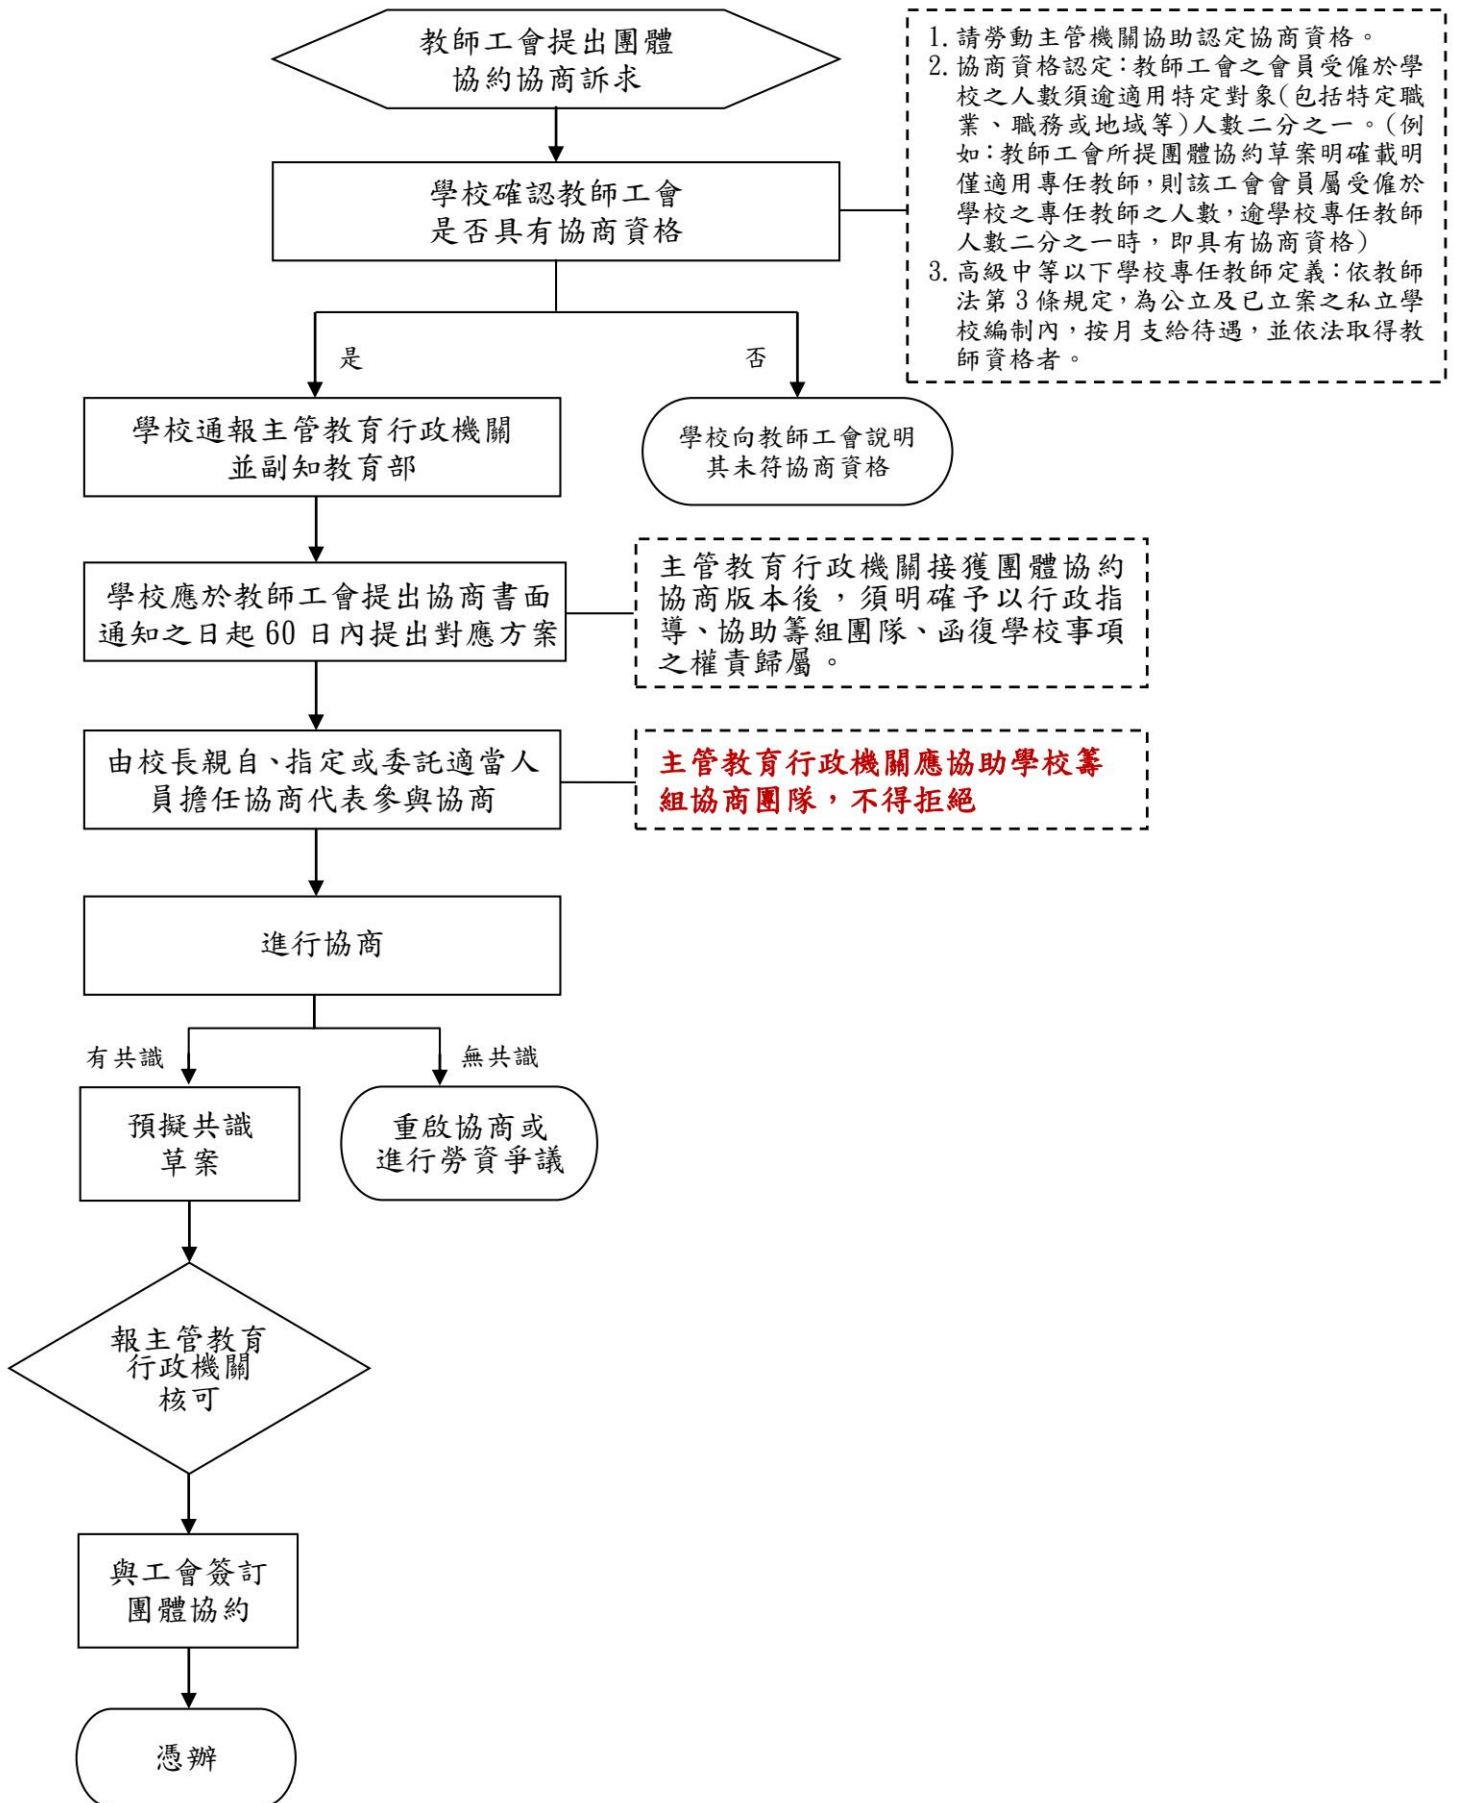 教師工會提出團體
協約協商訴求
1. 請勞動主管機關協助認定協商資格。
2. 協商資格認定：教師工會之會員受僱於學
校之人數須逾適用特定對象(包括特定職
業、職務或地域等)人數二分之一。(例
如：教師工會所提團體協約草案明確載明
僅適用專任教師，則該工會會員屬受僱於
學校之專任教師之人數，逾學校專任教師
人數二分之一時，即具有協商資格)
3. 高級中等以下學校專任教師定義：依教師
法第 3 條規定，為公立及已立案之私立學
校編制內，按月支給待遇，並依法取得教
師資格者。
學校確認教師工會
是否具有協商資格
是
否
學校通報主管教育行政機關
並副知教育部
學校向教師工會說明
其未符協商資格
學校應於教師工會提出協商書面
通知之日起 60 日內提出對應方案
主管教育行政機關接獲團體協約
協商版本後，須明確予以行政指
導、協助籌組團隊、函復學校事項
之權責歸屬。
由校長親自、指定或委託適當人
員擔任協商代表參與協商
主管教育行政機關應協助學校籌
組協商團隊，不得拒絕
進行協商
有共識
無共識
預擬共識
草案
重啟協商或
進行勞資爭議
報主管教育
行政機關
核可
與工會簽訂
團體協約
憑辦